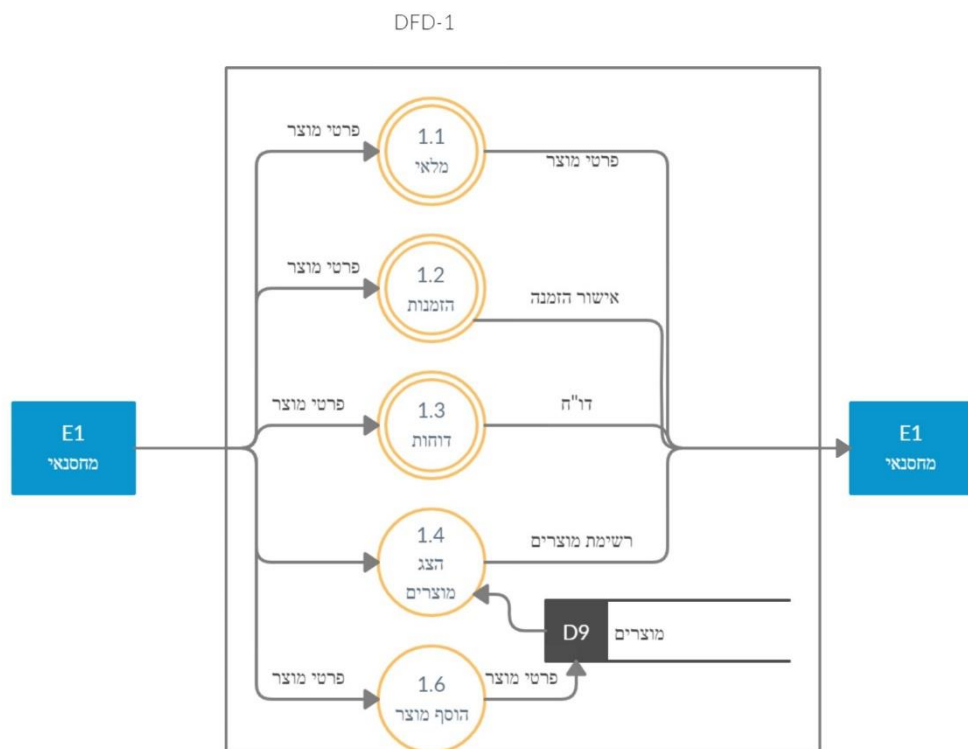 DFD-1
פרטי מוצר
1.1
מלאי
פרטי מוצר
פרטי מוצר
1.2
הזמנות
אישור הזמנה
E1
מחסנאי
פרטי מוצר
1.3
דוחות
דו"ח
E1
מחסנאי
1.4
הצג
מוצרים
רשימת מוצרים
D9
מוצרים
פרטי מוצר
1.6
הוסף מוצר
פרטי מוצר